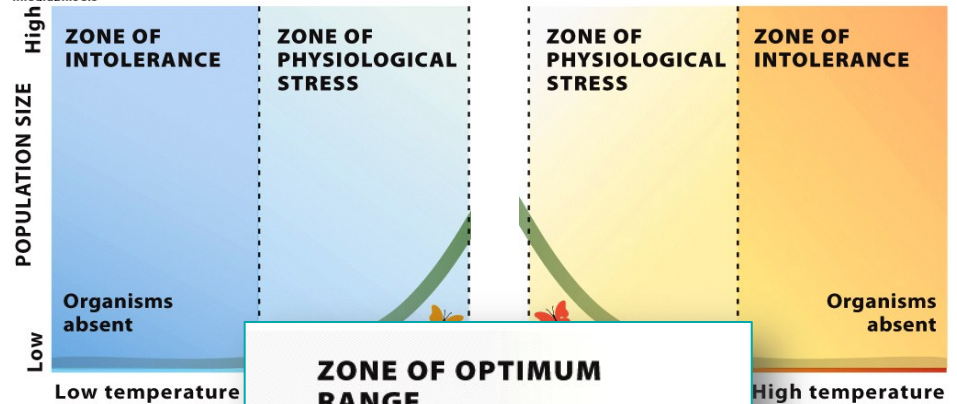 High
POPULATION SIZE
Low
ZONE OF
INTOLERANCE
ZONE OF
PHYSIOLOGICAL
STRESS
ZONE OF
PHYSIOLOGICAL
STRESS
ZONE OF
INTOLERANCE
Organisms
absent
Organisms
absent
ZONE OF OPTIMUM
RANGE
Low temperature
High temperature